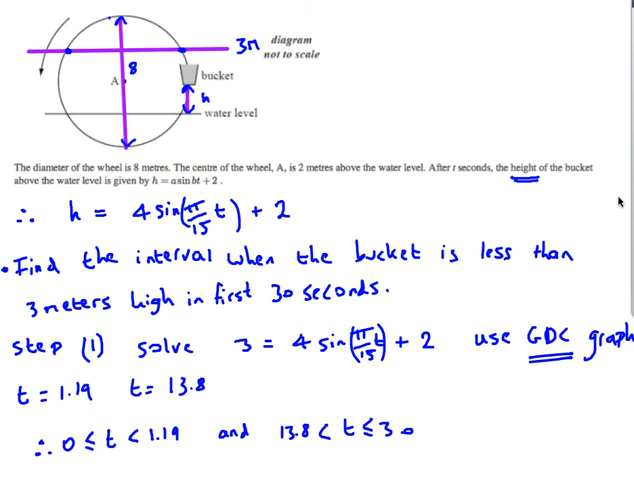 3m
diagram
not to scale
8
A
bucket
h
water level
The diameter of the wheel is 8 metres. The centre of the wheel, A, is 2 metres above the water level. After t seconds, the height of the bucket
above the water level is given by h = a sin bt + 2 .
∴ h = 4 sin(π/15 t) + 2
• Find the interval when the bucket is less than
3 meters high in first 30 seconds.
step (1) solve 3 = 4 sin(π/15 t) + 2 use GDC graph
t = 1.19 t = 13.8
∴ 0 ≤ t < 1.19 and 13.8 < t ≤ 30